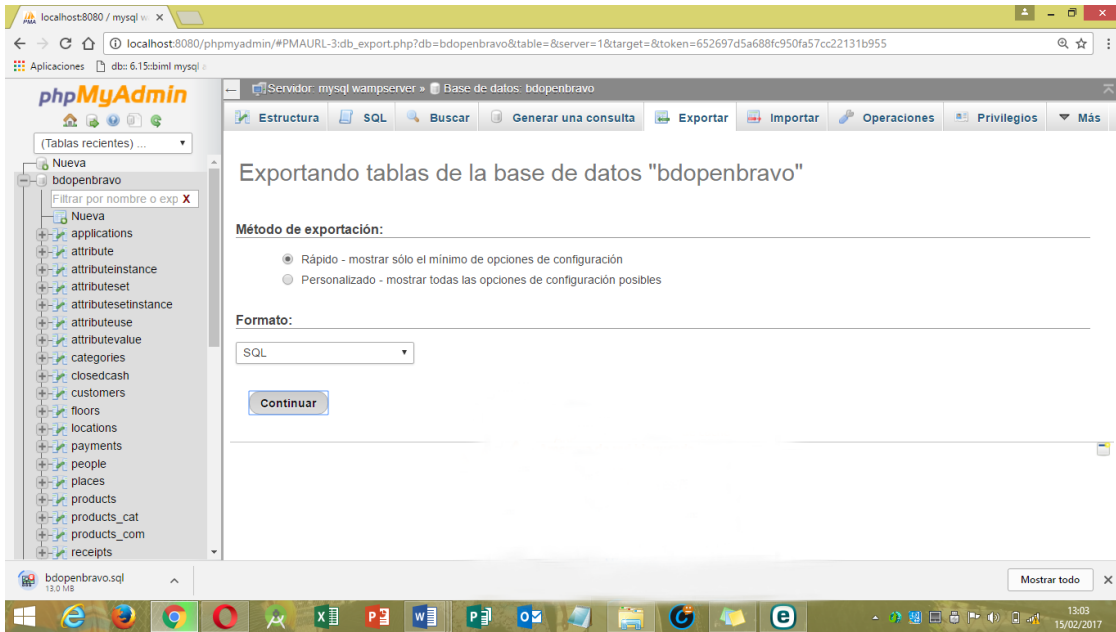 localhost:8080 / mysql w
localhost:8080/phpmyadmin/#PMAURL-3:db_export.php?db=bdopenbravo&table=&server=1&target=&token=652697d5a688fc950fa57cc22131b955
Aplicaciones
db:: 6.15::biml mysql
phpMyAdmin
(Tablas recientes) ...
Nueva
bdopenbravo
Filtrar por nombre o exp X
Nueva
applications
attribute
attributeinstance
attributeset
attributesetinstance
attributeuse
attributevalue
categories
closedcash
customers
floors
locations
payments
people
places
products
products_cat
products_com
receipts
Servidor: mysql wampserver » Base de datos: bdopenbravo
Estructura
SQL
Buscar
Generar una consulta
Exportar
Importar
Operaciones
Privilegios
Más
Exportando tablas de la base de datos "bdopenbravo"
Método de exportación:
Rápido - mostrar sólo el mínimo de opciones de configuración
Personalizado - mostrar todas las opciones de configuración posibles
Formato:
SQL
Continuar
bdopenbravo.sql
13.0 MB
Mostrar todo
13:03
15/02/2017